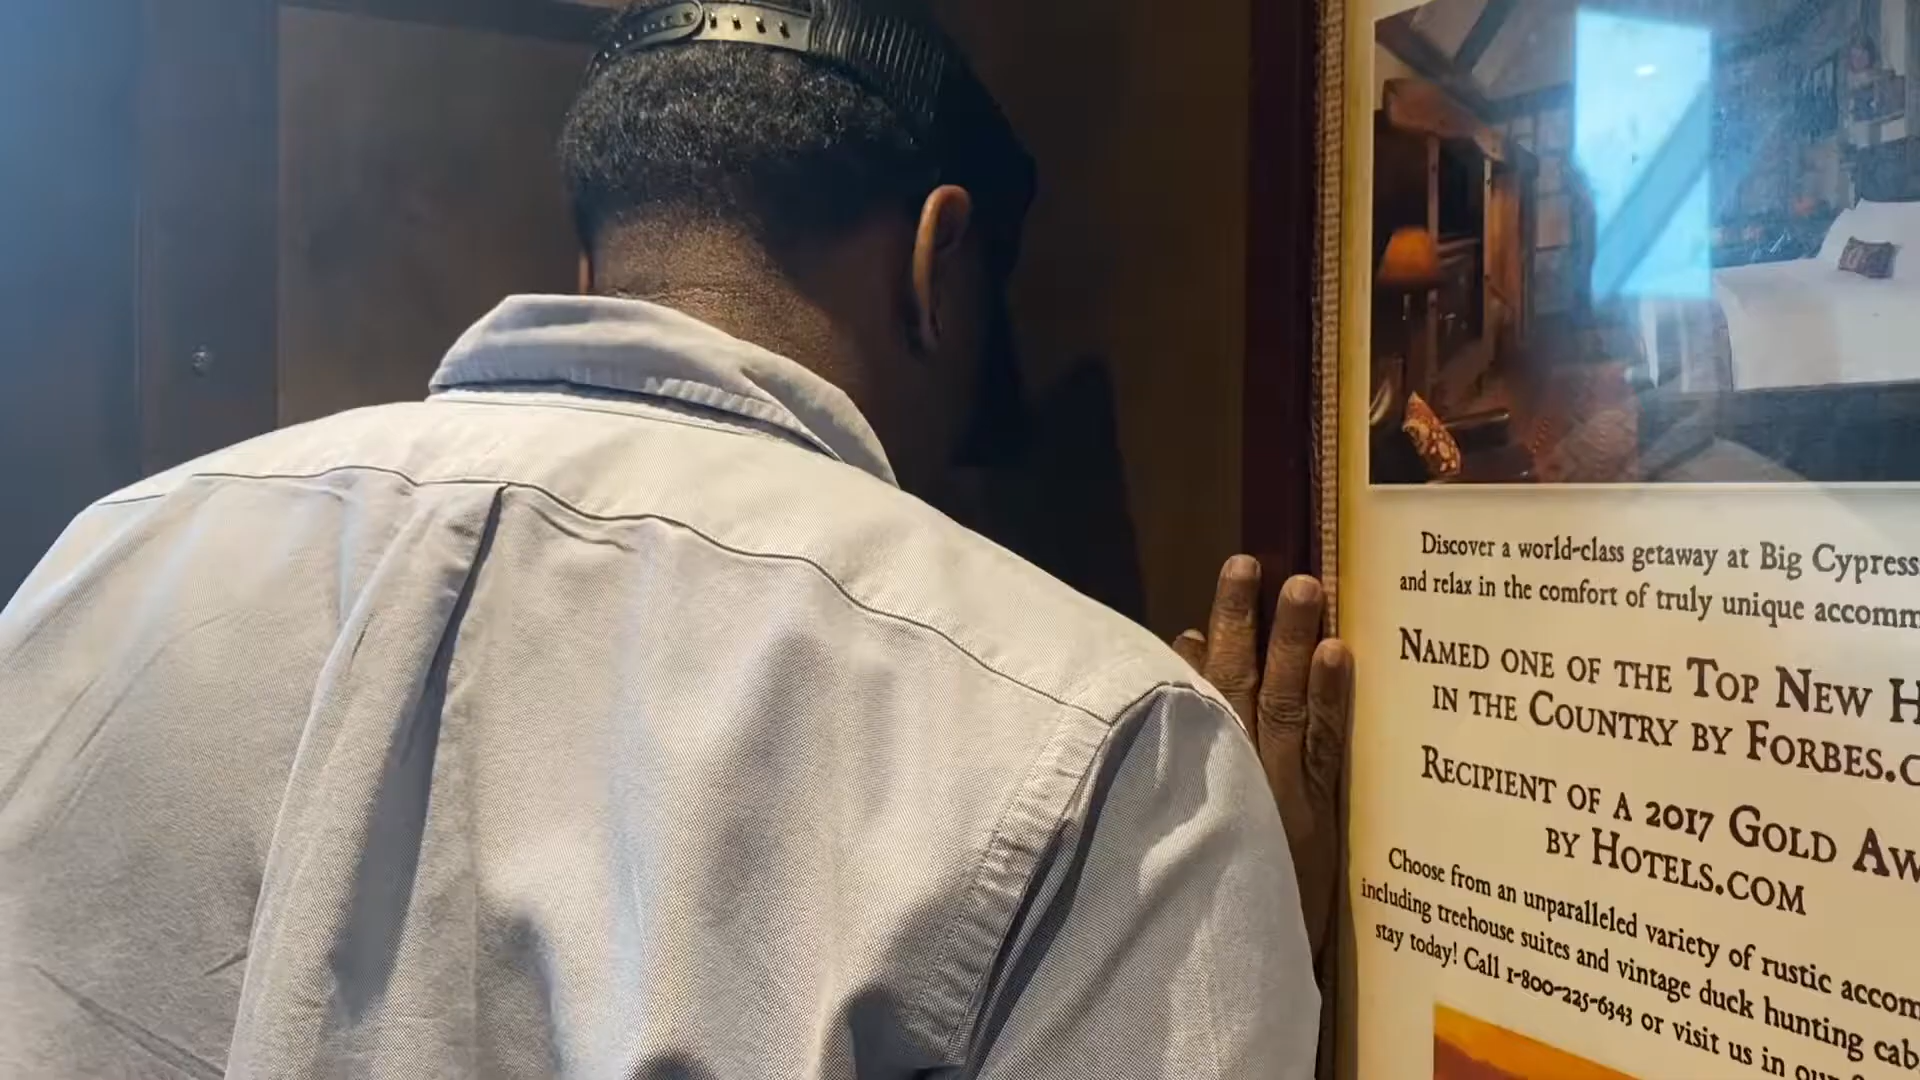 Discover a world-class getaway at Big Cypress
and relax in the comfort of truly unique accomm
NAMED ONE OF THE TOP NEW H
IN THE COUNTRY BY FORBES.C
RECIPIENT OF A 2017 GOLD AW
BY HOTELS.COM
Choose from an unparalleled variety of rustic accom
including treehouse suites and vintage duck hunting cab
stay today! Call 1-800-225-6343 or visit us in our